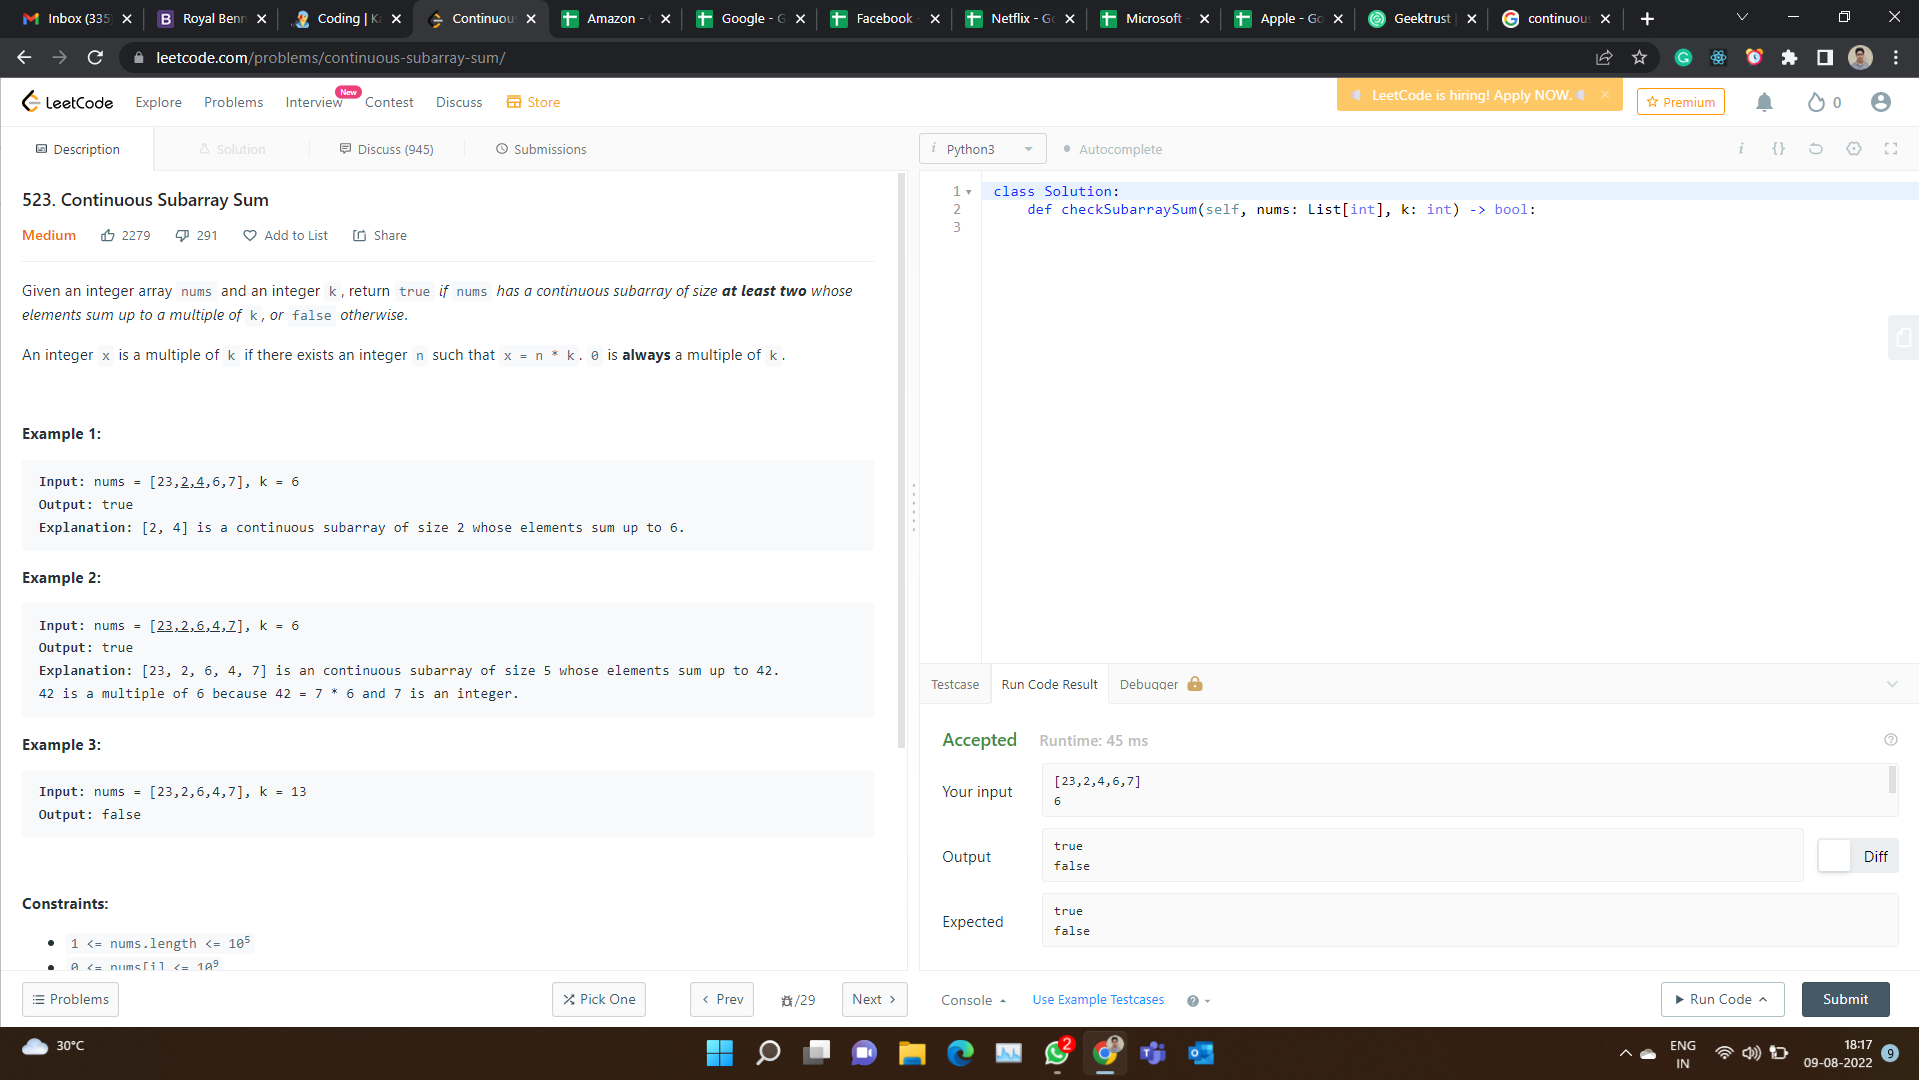 Inbox (335)
Royal Benn
Coding | Ka
Continuous
Amazon - G
Google - G
Facebook -
Netflix - Go
Microsoft -
Apple - Go
Geektrust
continuous
leetcode.com/problems/continuous-subarray-sum/
LeetCode Explore Problems Interview New Contest Discuss Store
LeetCode is hiring! Apply NOW.
Premium 0
Description Solution Discuss (945) Submissions
i Python3 Autocomplete
523. Continuous Subarray Sum
Medium 2279 291 Add to List Share
Given an integer array nums and an integer k, return true if nums has a continuous subarray of size at least two whose
elements sum up to a multiple of k, or false otherwise.
An integer x is a multiple of k if there exists an integer n such that x = n * k. 0 is always a multiple of k.
Example 1:
Input: nums = [23,2,4,6,7], k = 6
Output: true
Explanation: [2, 4] is a continuous subarray of size 2 whose elements sum up to 6.
Example 2:
Input: nums = [23,2,6,4,7], k = 6
Output: true
Explanation: [23, 2, 6, 4, 7] is an continuous subarray of size 5 whose elements sum up to 42.
42 is a multiple of 6 because 42 = 7 * 6 and 7 is an integer.
Example 3:
Input: nums = [23,2,6,4,7], k = 13
Output: false
Constraints:
1 <= nums.length <= 10⁵
0 <= nums[i] <= 10⁹
Problems Pick One Prev /29 Next
1 class Solution:
2 def checkSubarraySum(self, nums: List[int], k: int) -> bool:
3
Testcase Run Code Result Debugger
Accepted Runtime: 45 ms
Your input
[23,2,4,6,7]
6
Output
true
false
Diff
Expected
true
false
Console Use Example Testcases
Run Code Submit
30°C
2
ENG
IN
18:17
09-08-2022
9